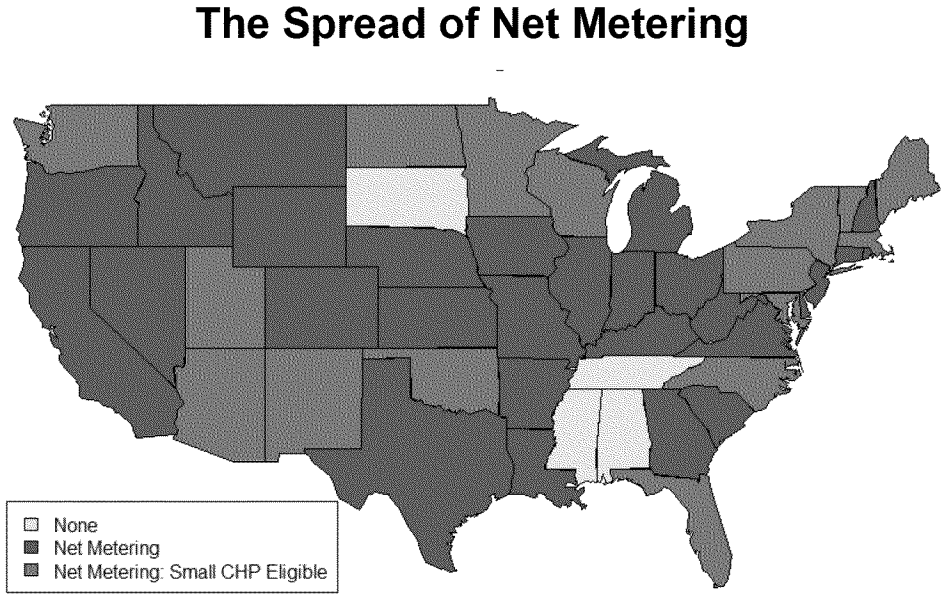 The Spread of Net Metering
None
Net Metering
Net Metering: Small CHP Eligible